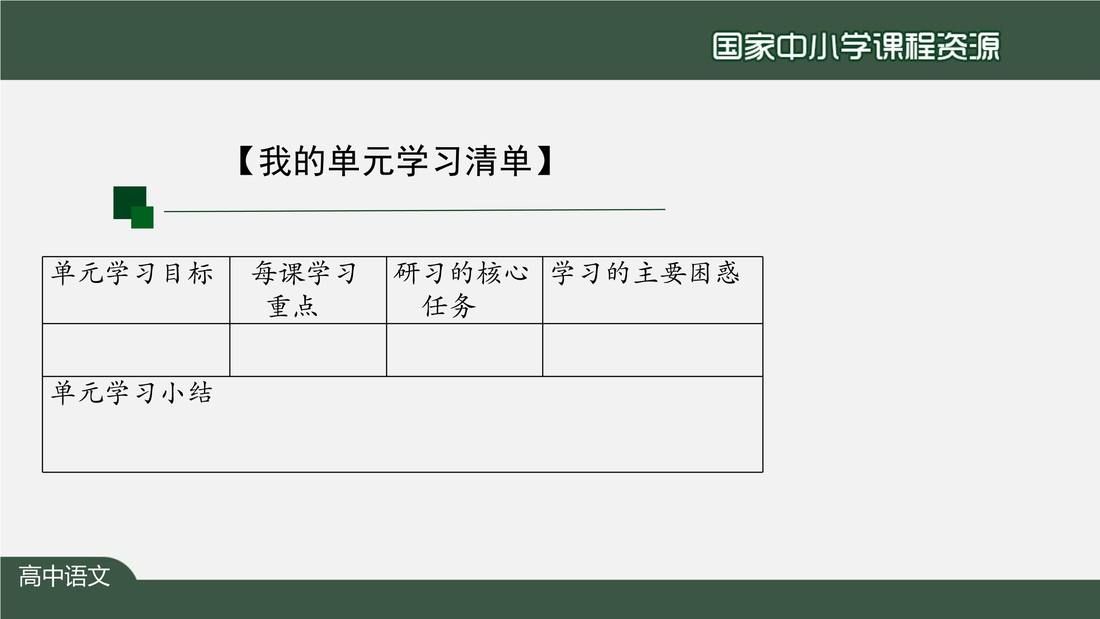 国家中小学课程资源
【我的单元学习清单】
单元学习目标
每课学习
重点
研习的核心
任务
学习的主要困惑
单元学习小结
高中语文